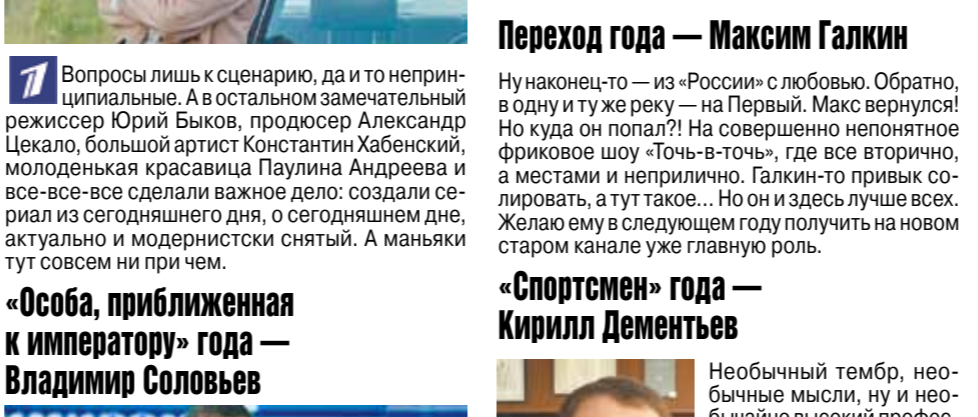 Вопросы лишь к сценарию, да и то неприн-
ципиальные. А в остальном замечательный
режиссер Юрий Быков, продюсер Александр
Цекало, большой артист Константин Хабенский,
молоденькая красавица Паулина Андреева и
все-все-все сделали важное дело: создали се-
риал из сегодняшнего дня, о сегодняшнем дне,
актуально и модернистски снятый. А маньяки
тут совсем ни при чем.
«Особа, приближенная
к императору» года —
Владимир Соловьев
Переход года — Максим Галкин
Ну наконец-то — из «России» с любовью. Обратно,
в одну и ту же реку — на Первый. Макс вернулся!
Но куда он попал?! На совершенно непонятное
фриковое шоу «Точь-в-точь», где все вторично,
а местами и неприлично. Галкин-то привык со-
лировать, а тут такое... Но он и здесь лучше всех.
Желаю ему в следующем году получить на новом
старом канале уже главную роль.
«Спортсмен» года —
Кирилл Дементьев
Необычный тембр, нео-
бычные мысли, ну и нео-
бычайно высокий профес-